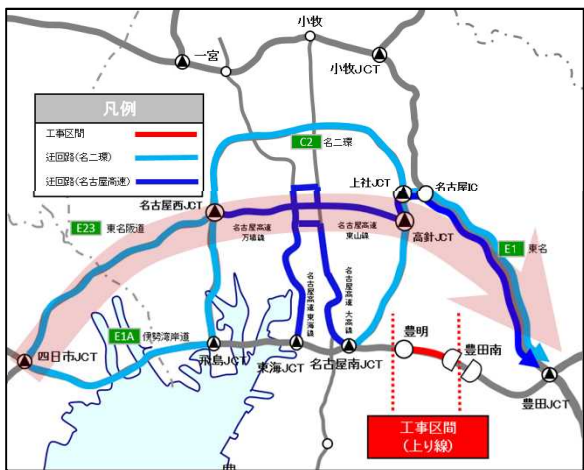 小牧
一宮
小牧JCT
凡例
工事区間
迂回路(名二環)
迂回路(名古屋高速)
C2 名二環
上社JCT
名古屋IC
名古屋西JCT
E23 東名阪道
名古屋高速
万場線
名古屋高速
東山線
高針JCT
E1 東名
名古屋高速 東海線
名古屋高速 大高線
E1A 伊勢湾岸道
四日市JCT
飛島JCT
東海JCT
名古屋南JCT
豊明
豊田南
豊田JCT
工事区間
(上り線)